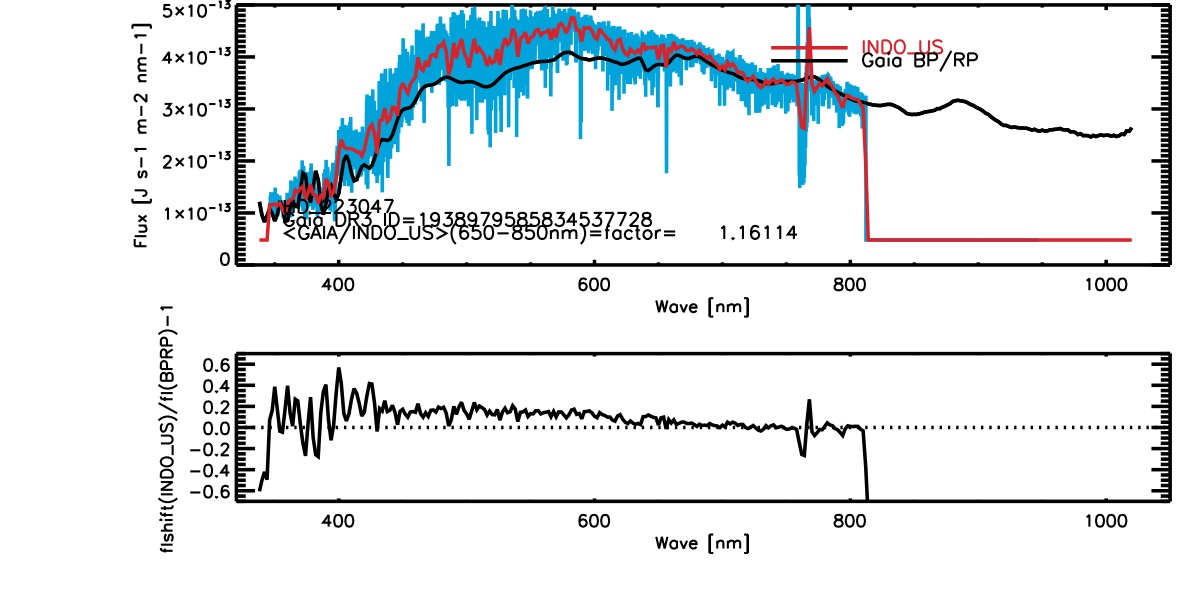 5×10−13
4×10−13
3×10−13
2×10−13
1×10−13
0
Flux [J s−1 m−2 nm−1]
INDO_US
Gaia BP/RP
HD_223047
Gaia DR3 ID=1938979585834537728
<GAIA/INDO_US>(650−850nm)=factor= 1.16114
400 600 800 1000
Wave [nm]
flshift(INDO_US)/fl(BPRP)−1
0.6
0.4
0.2
0.0
−0.2
−0.4
−0.6
400 600 800 1000
Wave [nm]